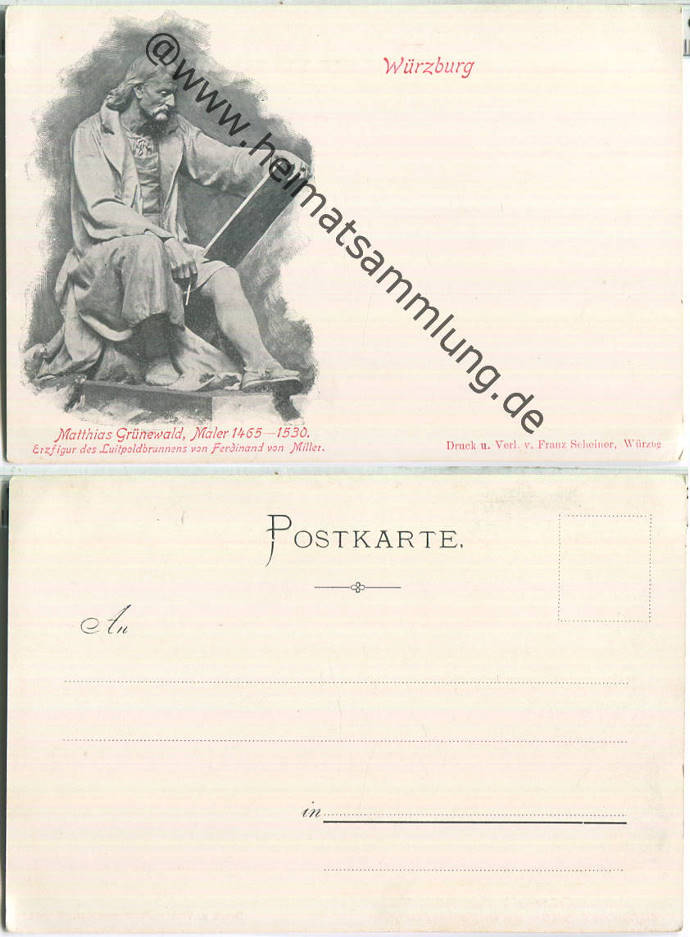 Würzburg
@www.heimatsammlung.de
Matthias Grünewald, Maler 1465—1530.
Erzfigur des Luitpoldbrunnens von Ferdinand von Miller.
Druck u. Verl. v. Franz Scheiner, Würzbg
POSTKARTE.
An
in